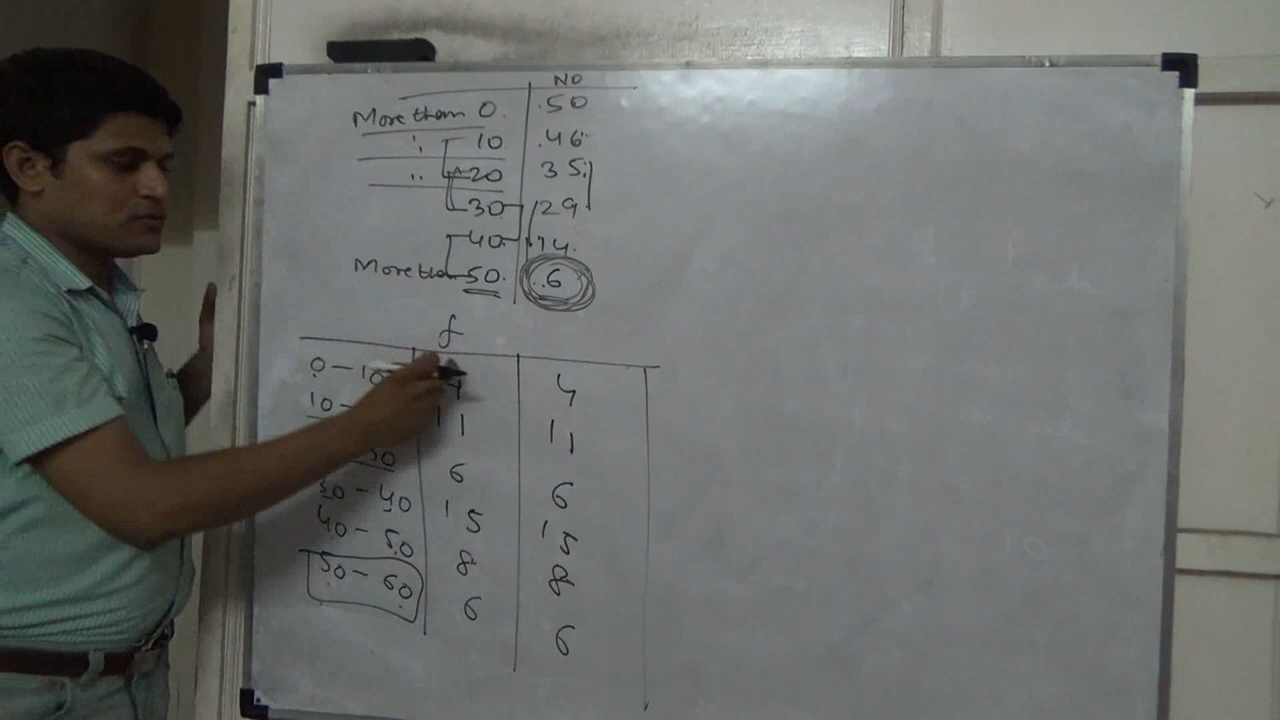 NO
More than 0. .50
" 10. .46
" 20 35.
30 29
40. 14.
More than 50. ..6
f
0-10 4 4
10- 11 11
30 6 6
30-40 15 15
40-50 8 8
50-60 6 6